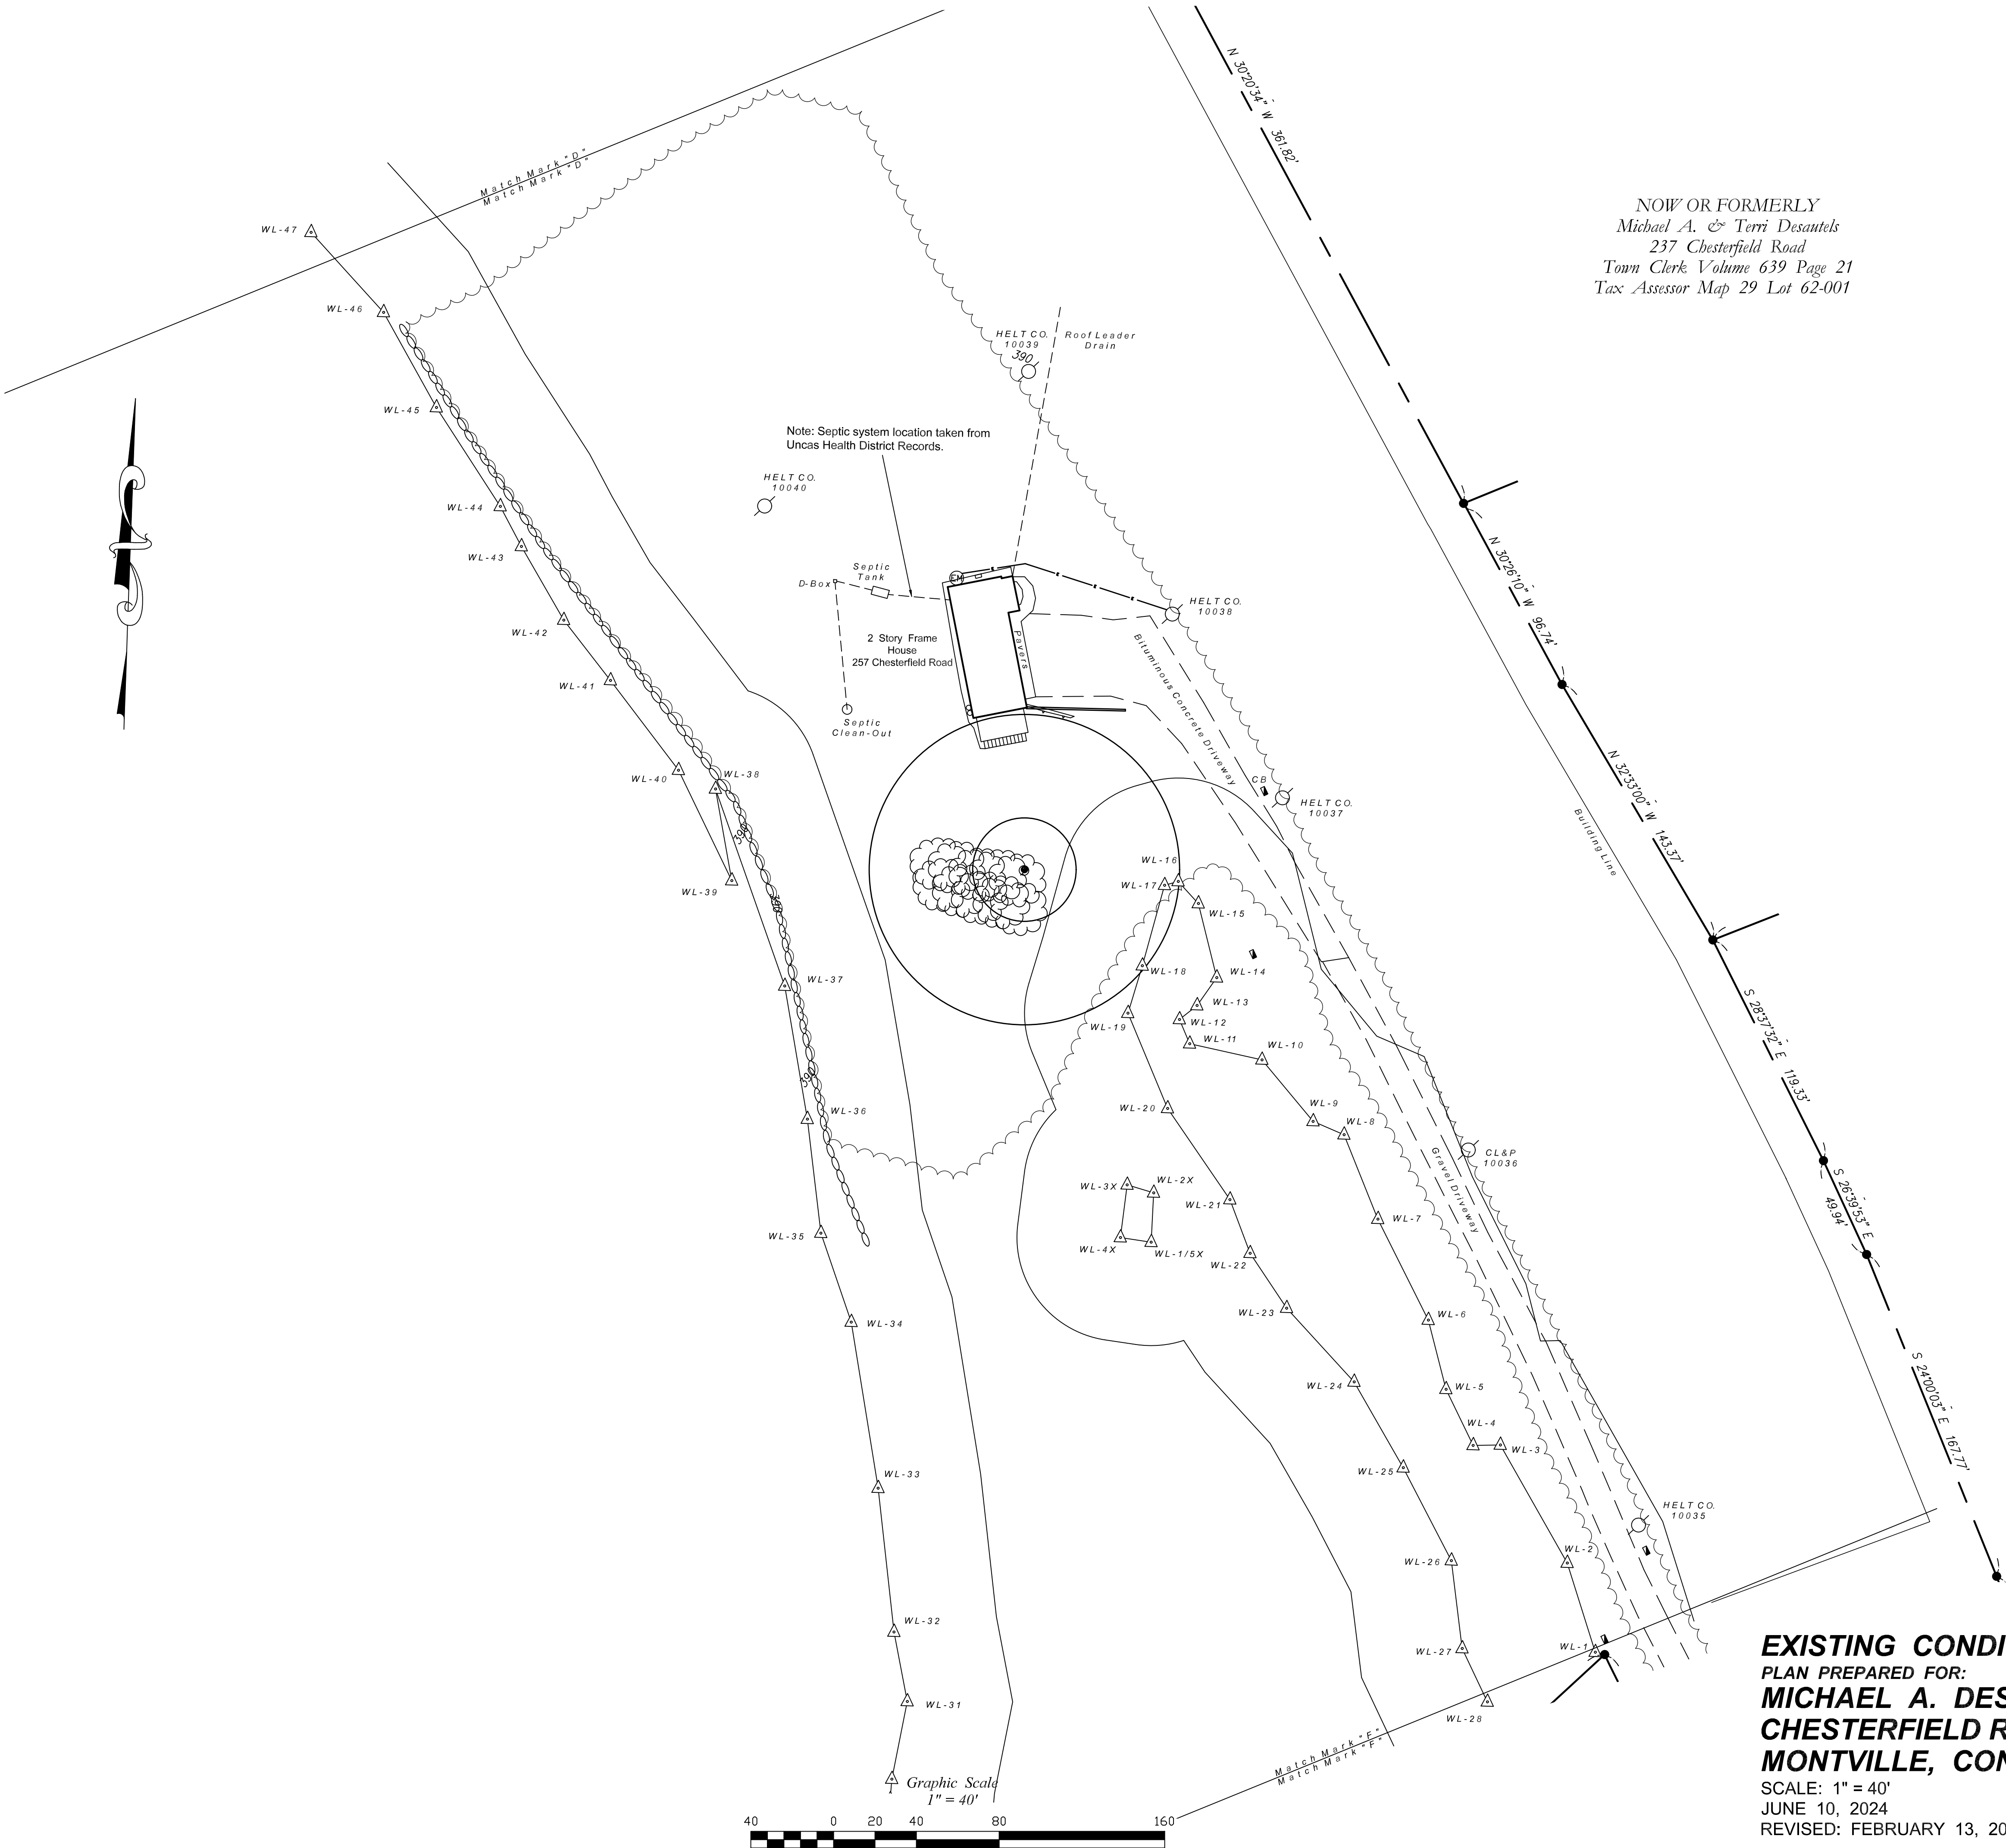 N 30°20'34" W 361.82'
Match Mark "D"
Match Mark "D"
NOW OR FORMERLY
Michael A. & Terri Desautels
237 Chesterfield Road
Town Clerk Volume 639 Page 21
Tax Assessor Map 29 Lot 62-001
WL-47
WL-46
HELT CO.
10039
390
Roof Leader
Drain
WL-45
Note: Septic system location taken from
Uncas Health District Records.
HELT CO.
10040
WL-44
WL-43
N 30°26'10" W 96.74'
Septic
Tank
D-Box
EM
E
E
E
E
HELT CO.
10038
WL-42
2 Story Frame
House
257 Chesterfield Road
Pavers
Bituminous Concrete Driveway
WL-41
Septic
Clean-Out
WL-40
WL-38
390
CB
HELT CO.
10037
N 32°33'00" W 143.37'
Building Line
WL-39
390
WL-16
WL-17
WL-15
WL-37
WL-18
WL-14
WL-13
WL-19
WL-12
WL-11
WL-10
S 28°37'32" E 119.33'
390
WL-36
WL-20
WL-9
WL-8
CL&P
10036
Gravel Driveway
WL-3X
WL-2X
WL-21
WL-7
S 26°39'53" E
49.94'
WL-35
WL-4X
WL-1/5X
WL-22
WL-34
WL-23
WL-6
WL-24
WL-5
S 24°00'03" E 167.77'
WL-4
WL-3
WL-33
WL-25
HELT CO.
10035
WL-26
WL-2
WL-32
WL-27
WL-1
WL-31
WL-28
Match Mark "F"
Match Mark "F"
EXISTING CONDI
PLAN PREPARED FOR:
MICHAEL A. DES
CHESTERFIELD R
MONTVILLE, CON
SCALE: 1" = 40'
JUNE 10, 2024
REVISED: FEBRUARY 13, 20
Graphic Scale
1" = 40'
40 0 20 40 80 160